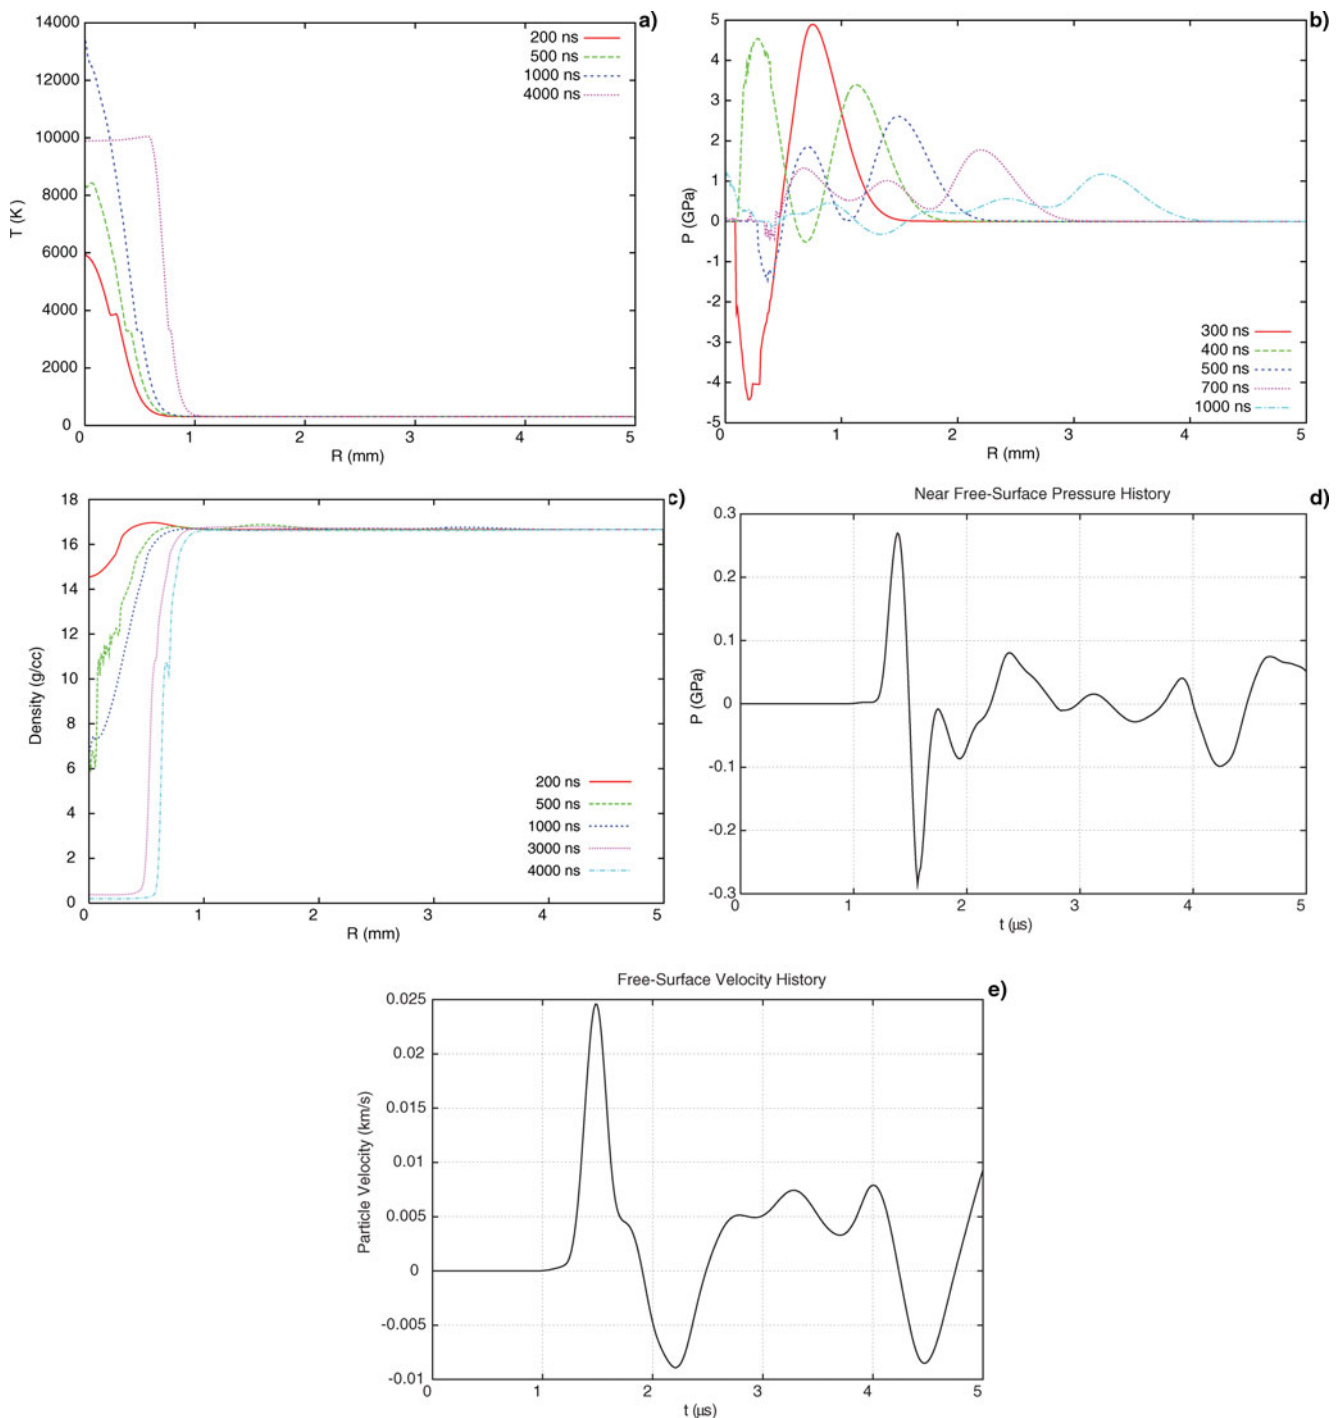 a)
14000
12000
10000
8000
6000
4000
2000
0
T (K)
200 ns
500 ns
1000 ns
4000 ns
0 1 2 3 4 5
R (mm)
b)
5
4
3
2
1
0
-1
-2
-3
-4
-5
P (GPa)
300 ns
400 ns
500 ns
700 ns
1000 ns
0 1 2 3 4 5
R (mm)
c)
18
16
14
12
10
8
6
4
2
0
Density (g/cc)
200 ns
500 ns
1000 ns
3000 ns
4000 ns
0 1 2 3 4 5
R (mm)
Near Free-Surface Pressure History
d)
0.3
0.2
0.1
0
-0.1
-0.2
-0.3
P (GPa)
0 1 2 3 4 5
t (μs)
Free-Surface Velocity History
e)
0.025
0.02
0.015
0.01
0.005
0
-0.005
-0.01
Particle Velocity (km/s)
0 1 2 3 4 5
t (μs)